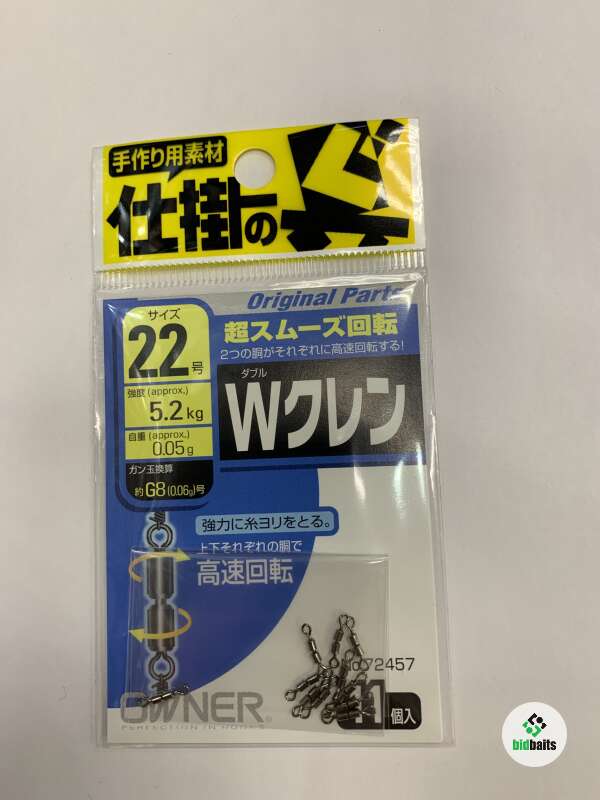 手作り用素材
仕掛の
Original Parts
サイズ
22号
強度 (approx.)
5.2kg
自重 (approx.)
0.05g
ガン玉換算
約G8(0.06g)号
超スムーズ回転
2つの胴がそれぞれに高速回転する!
ダブル
Wクレン
強力に糸ヨリをとる。
上下それぞれの胴で
高速回転
No.72457
OWNER®
PERFECTION IN HOOKS
11個入
bidbaits